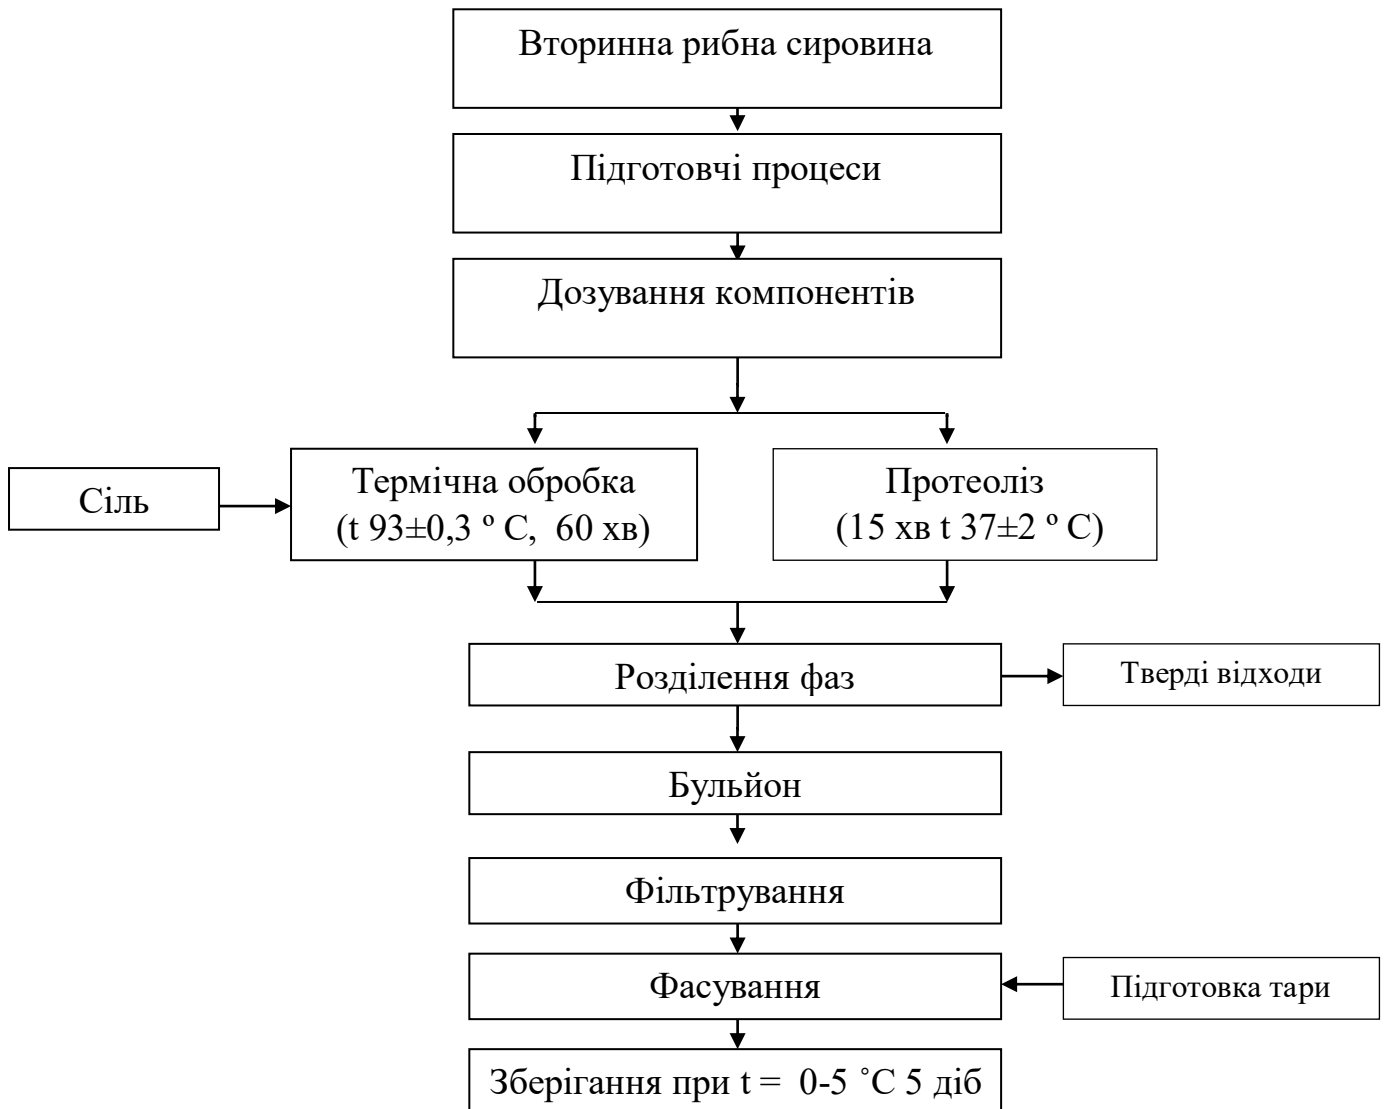 Вторинна рибна сировина
Підготовчі процеси
Дозування компонентів
Сіль
Термічна обробка
(t 93±0,3 º С, 60 хв)
Протеоліз
(15 хв t 37±2 º С)
Розділення фаз
Тверді відходи
Бульйон
Фільтрування
Фасування
Підготовка тари
Зберігання при t = 0-5 ˚С 5 діб